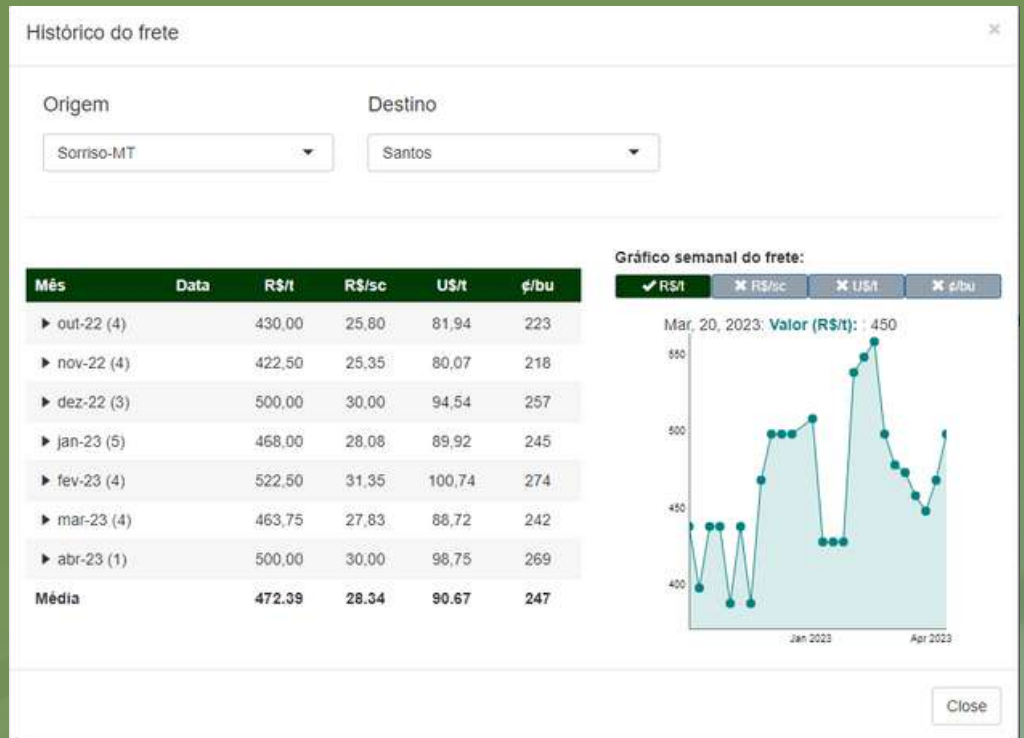 Histórico do frete ×
Origem Destino
Sorriso-MT Santos
Mês Data R$/t R$/sc U$/t ¢/bu
out-22 (4) 430,00 25,80 81,94 223
nov-22 (4) 422,50 25,35 80,07 218
dez-22 (3) 500,00 30,00 94,54 257
jan-23 (5) 468,00 28,08 89,92 245
fev-23 (4) 522,50 31,35 100,74 274
mar-23 (4) 463,75 27,83 88,72 242
abr-23 (1) 500,00 30,00 98,75 269
Média 472.39 28.34 90.67 247
Gráfico semanal do frete:
R$/t R$/sc U$/t ¢/bu
Mar, 20, 2023: Valor (R$/t): : 450
550
500
450
400
Jan 2023 Apr 2023
Close